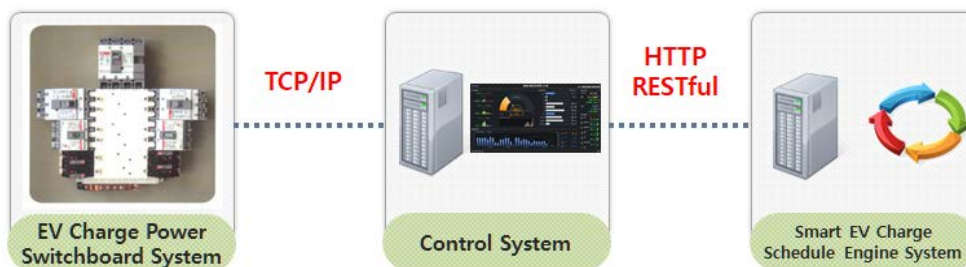 TCP/IP
HTTP
RESTful
EV Charge Power
Switchboard System
Control System
Smart EV Charge
Schedule Engine System